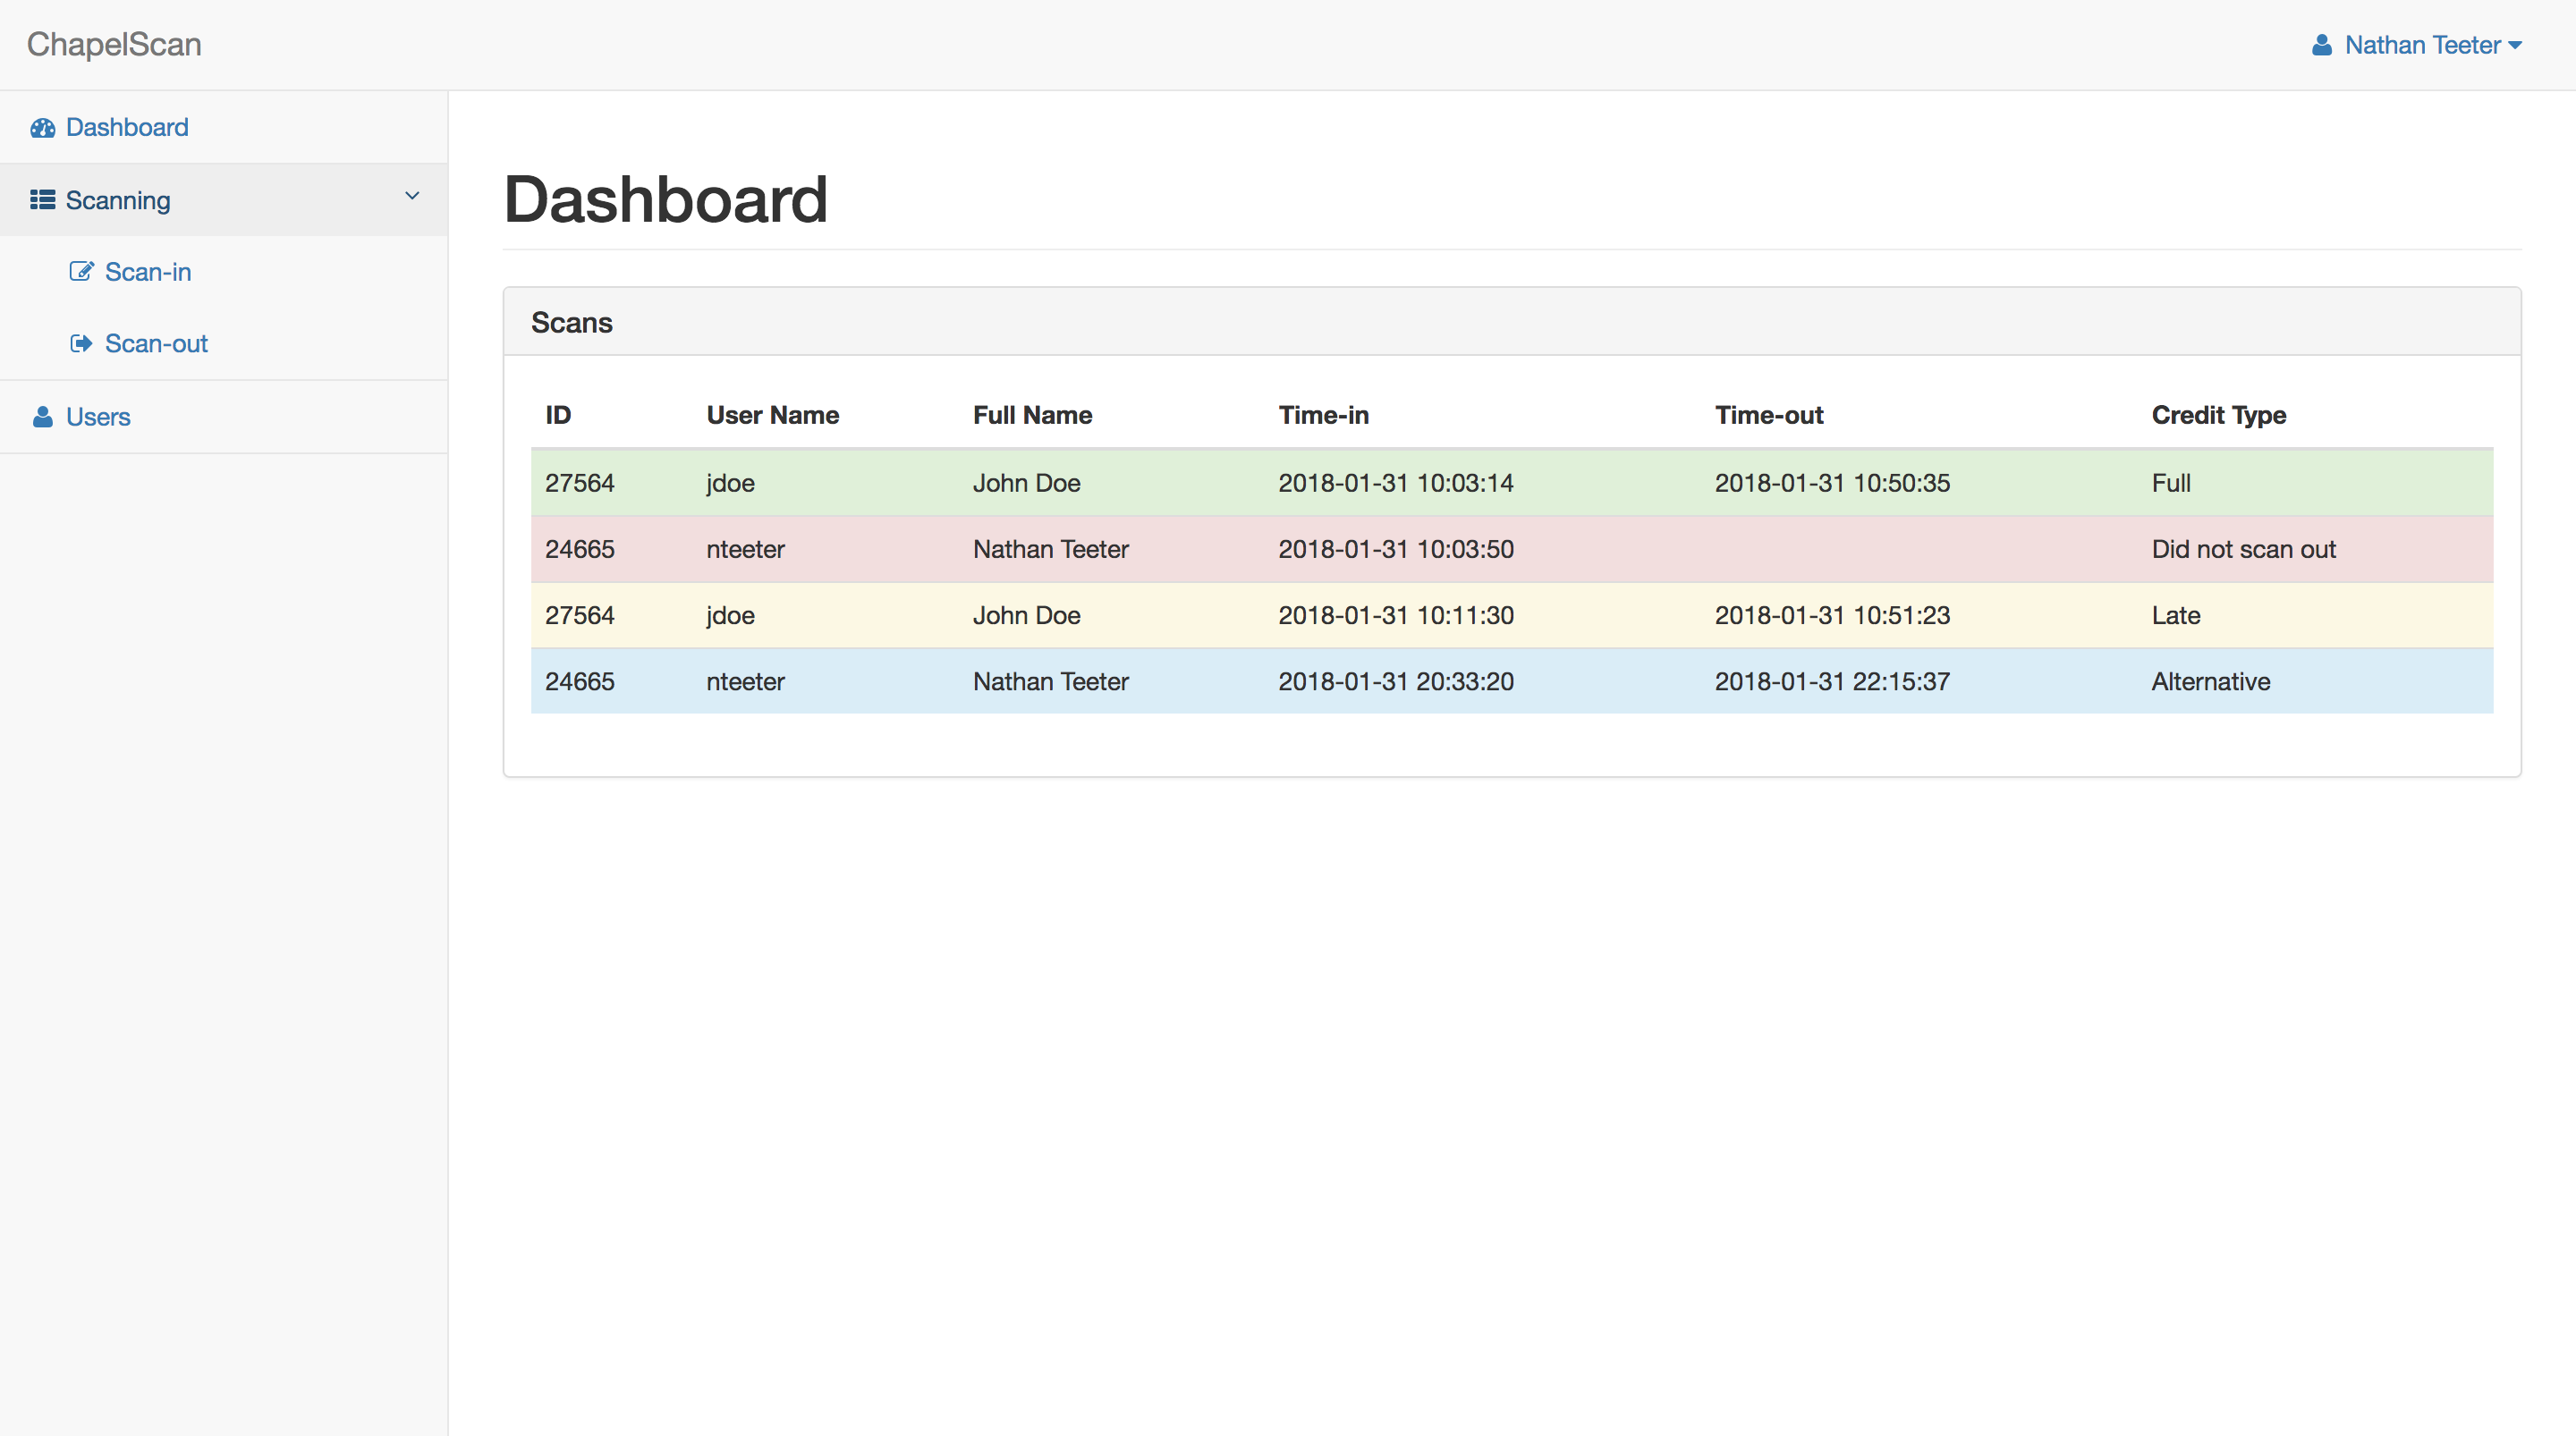 ChapelScan
Nathan Teeter
Dashboard
Scanning
Scan-in
Scan-out
Users
Dashboard
Scans
ID User Name Full Name Time-in Time-out Credit Type
27564 jdoe John Doe 2018-01-31 10:03:14 2018-01-31 10:50:35 Full
24665 nteeter Nathan Teeter 2018-01-31 10:03:50 Did not scan out
27564 jdoe John Doe 2018-01-31 10:11:30 2018-01-31 10:51:23 Late
24665 nteeter Nathan Teeter 2018-01-31 20:33:20 2018-01-31 22:15:37 Alternative